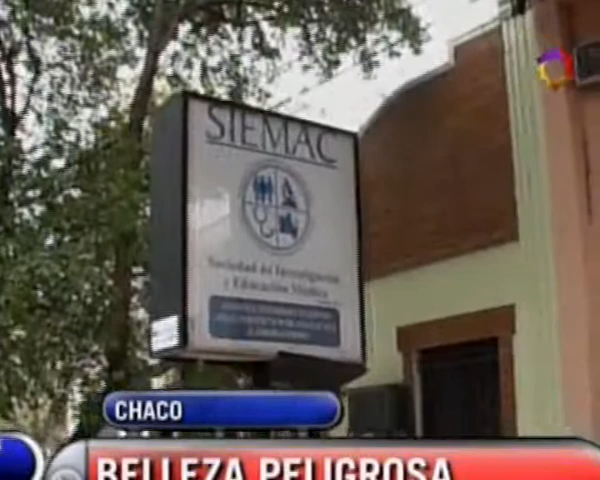 SIEMAC
Sociedad de Investigación
y Educación Médica
CHACO
BELLEZA PELIGROSA